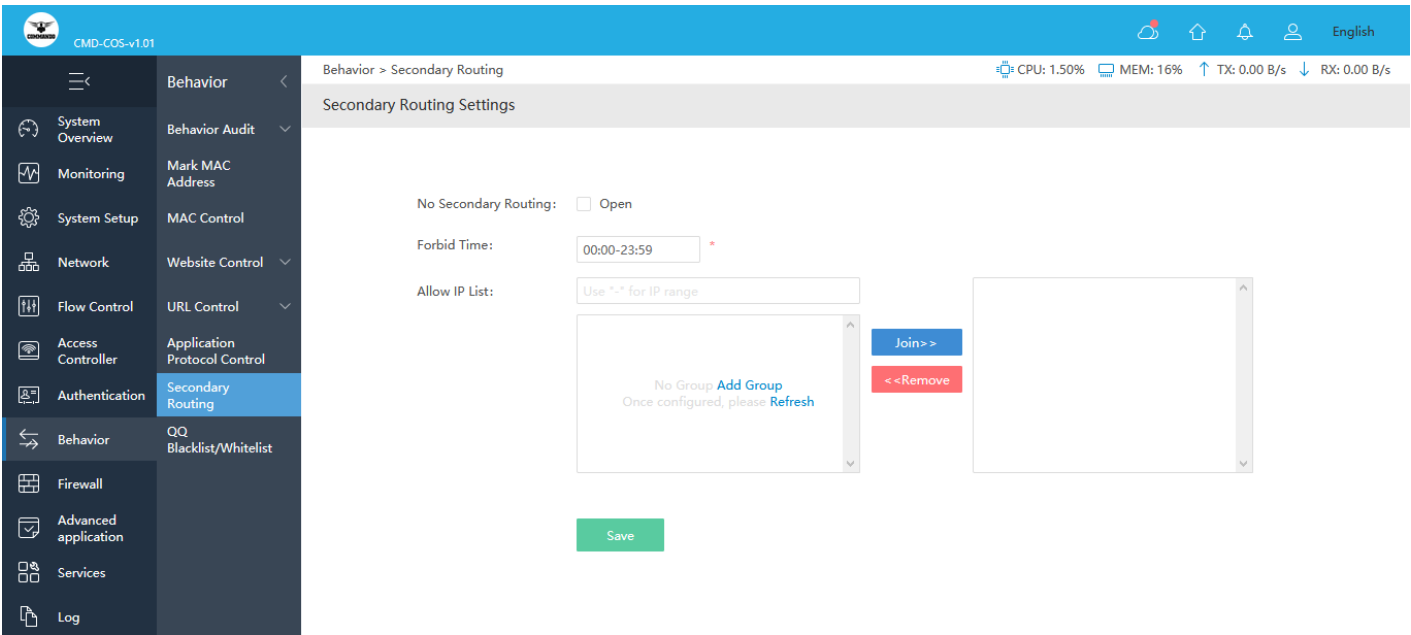 COMMANDO
CMD-COS-v1.01
English
Behavior
Behavior > Secondary Routing
CPU: 1.50%
MEM: 16%
TX: 0.00 B/s
RX: 0.00 B/s
Secondary Routing Settings
System
Overview
Monitoring
System Setup
Network
Flow Control
Access
Controller
Authentication
Behavior
Firewall
Advanced
application
Services
Log
Behavior Audit
Mark MAC
Address
MAC Control
Website Control
URL Control
Application
Protocol Control
Secondary
Routing
QQ
Blacklist/Whitelist
No Secondary Routing: Open
Forbid Time: 00:00-23:59 *
Allow IP List: Use "-" for IP range
No Group Add Group
Once configured, please Refresh
Join>>
<<Remove
Save